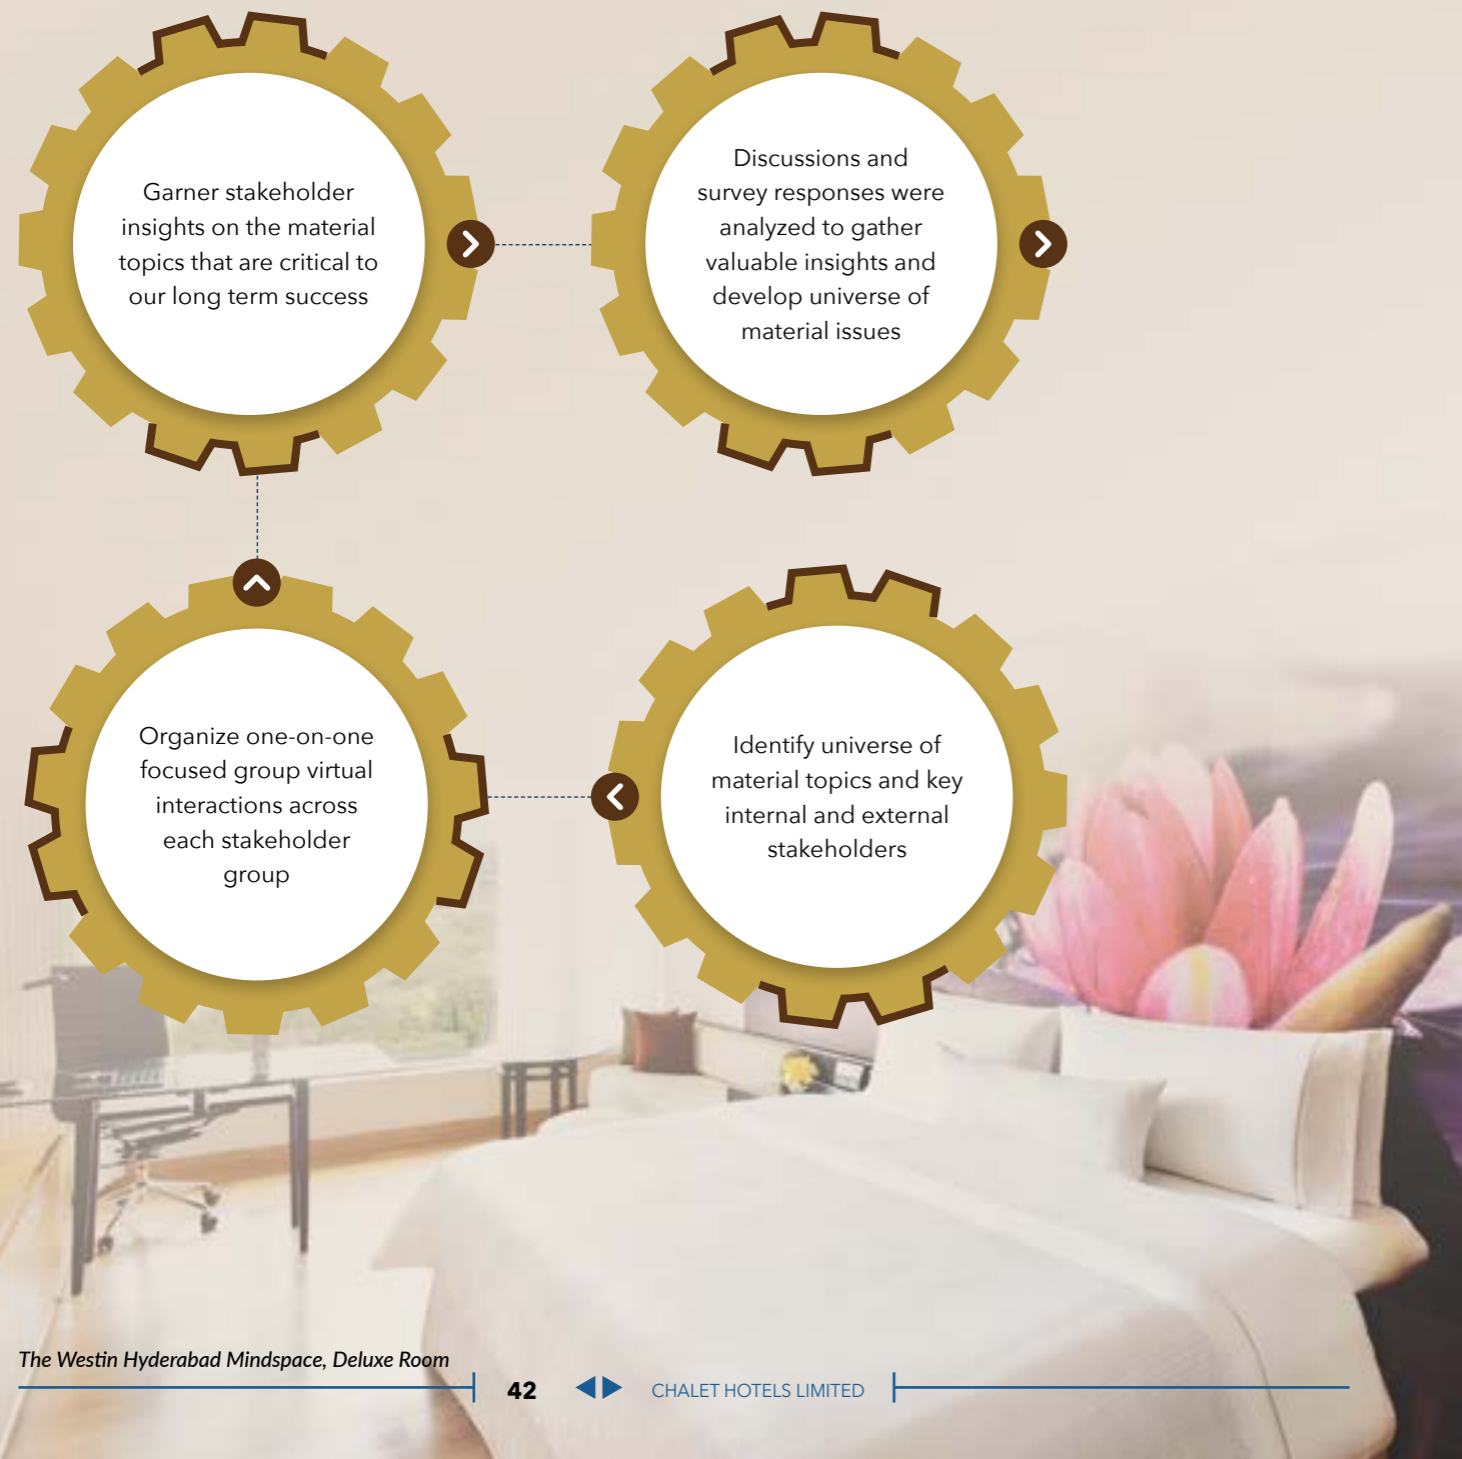 Garner stakeholder
insights on the material
topics that are critical to
our long term success
Discussions and
survey responses were
analyzed to gather
valuable insights and
develop universe of
material issues
Organize one-on-one
focused group virtual
interactions across
each stakeholder
group
Identify universe of
material topics and key
internal and external
stakeholders
The Westin Hyderabad Mindspace, Deluxe Room
42
CHALET HOTELS LIMITED